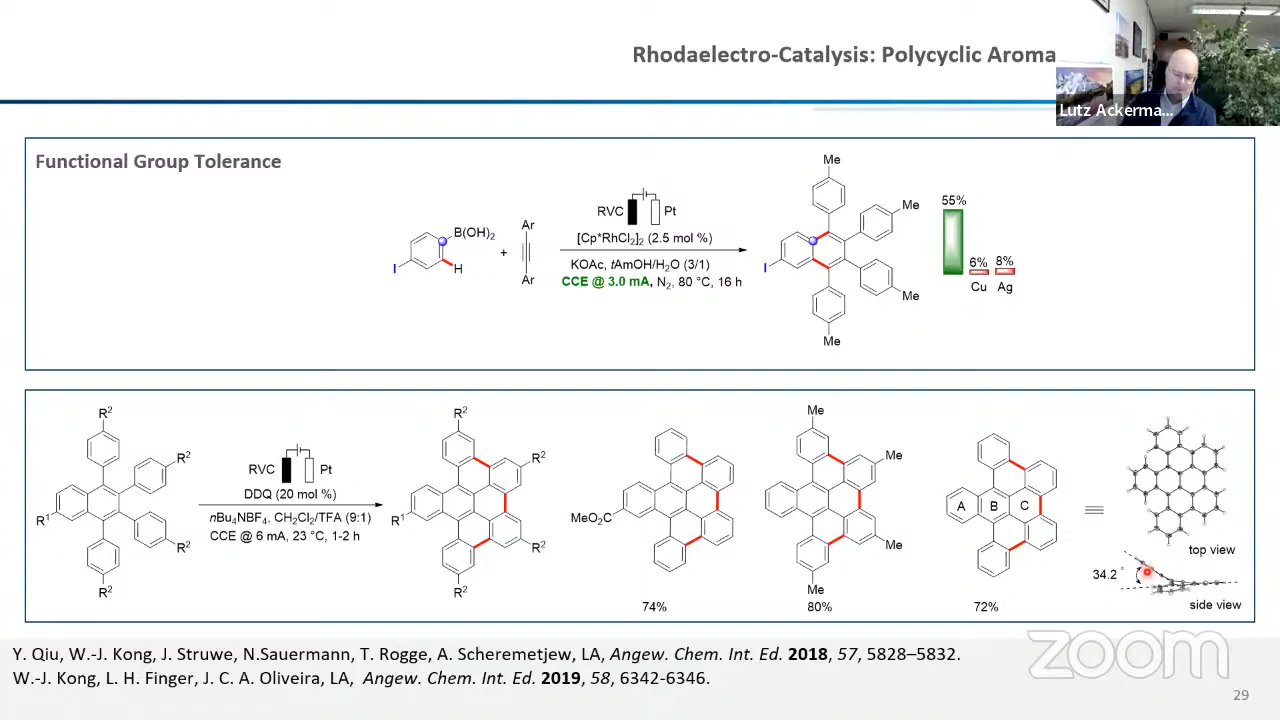 Rhodaelectro-Catalysis: Polycyclic Aroma
Lutz Ackerma...
Functional Group Tolerance
I
B(OH)2
H
+
Ar
Ar
RVC
Pt
[Cp*RhCl2]2 (2.5 mol %)
KOAc, tAmOH/H2O (3/1)
CCE @ 3.0 mA, N2, 80 °C, 16 h
Me
Me
I
Me
Me
55%
6%
8%
Cu
Ag
R2
R2
R1
R2
R2
RVC
Pt
DDQ (20 mol %)
nBu4NBF4, CH2Cl2/TFA (9:1)
CCE @ 6 mA, 23 °C, 1-2 h
R2
R2
R1
R2
R2
MeO2C
74%
Me
Me
Me
Me
80%
A
B
C
72%
top view
34.2 °
side view
Y. Qiu, W.-J. Kong, J. Struwe, N.Sauermann, T. Rogge, A. Scheremetjew, LA, Angew. Chem. Int. Ed. 2018, 57, 5828–5832.
W.-J. Kong, L. H. Finger, J. C. A. Oliveira, LA, Angew. Chem. Int. Ed. 2019, 58, 6342-6346.
zoom
29